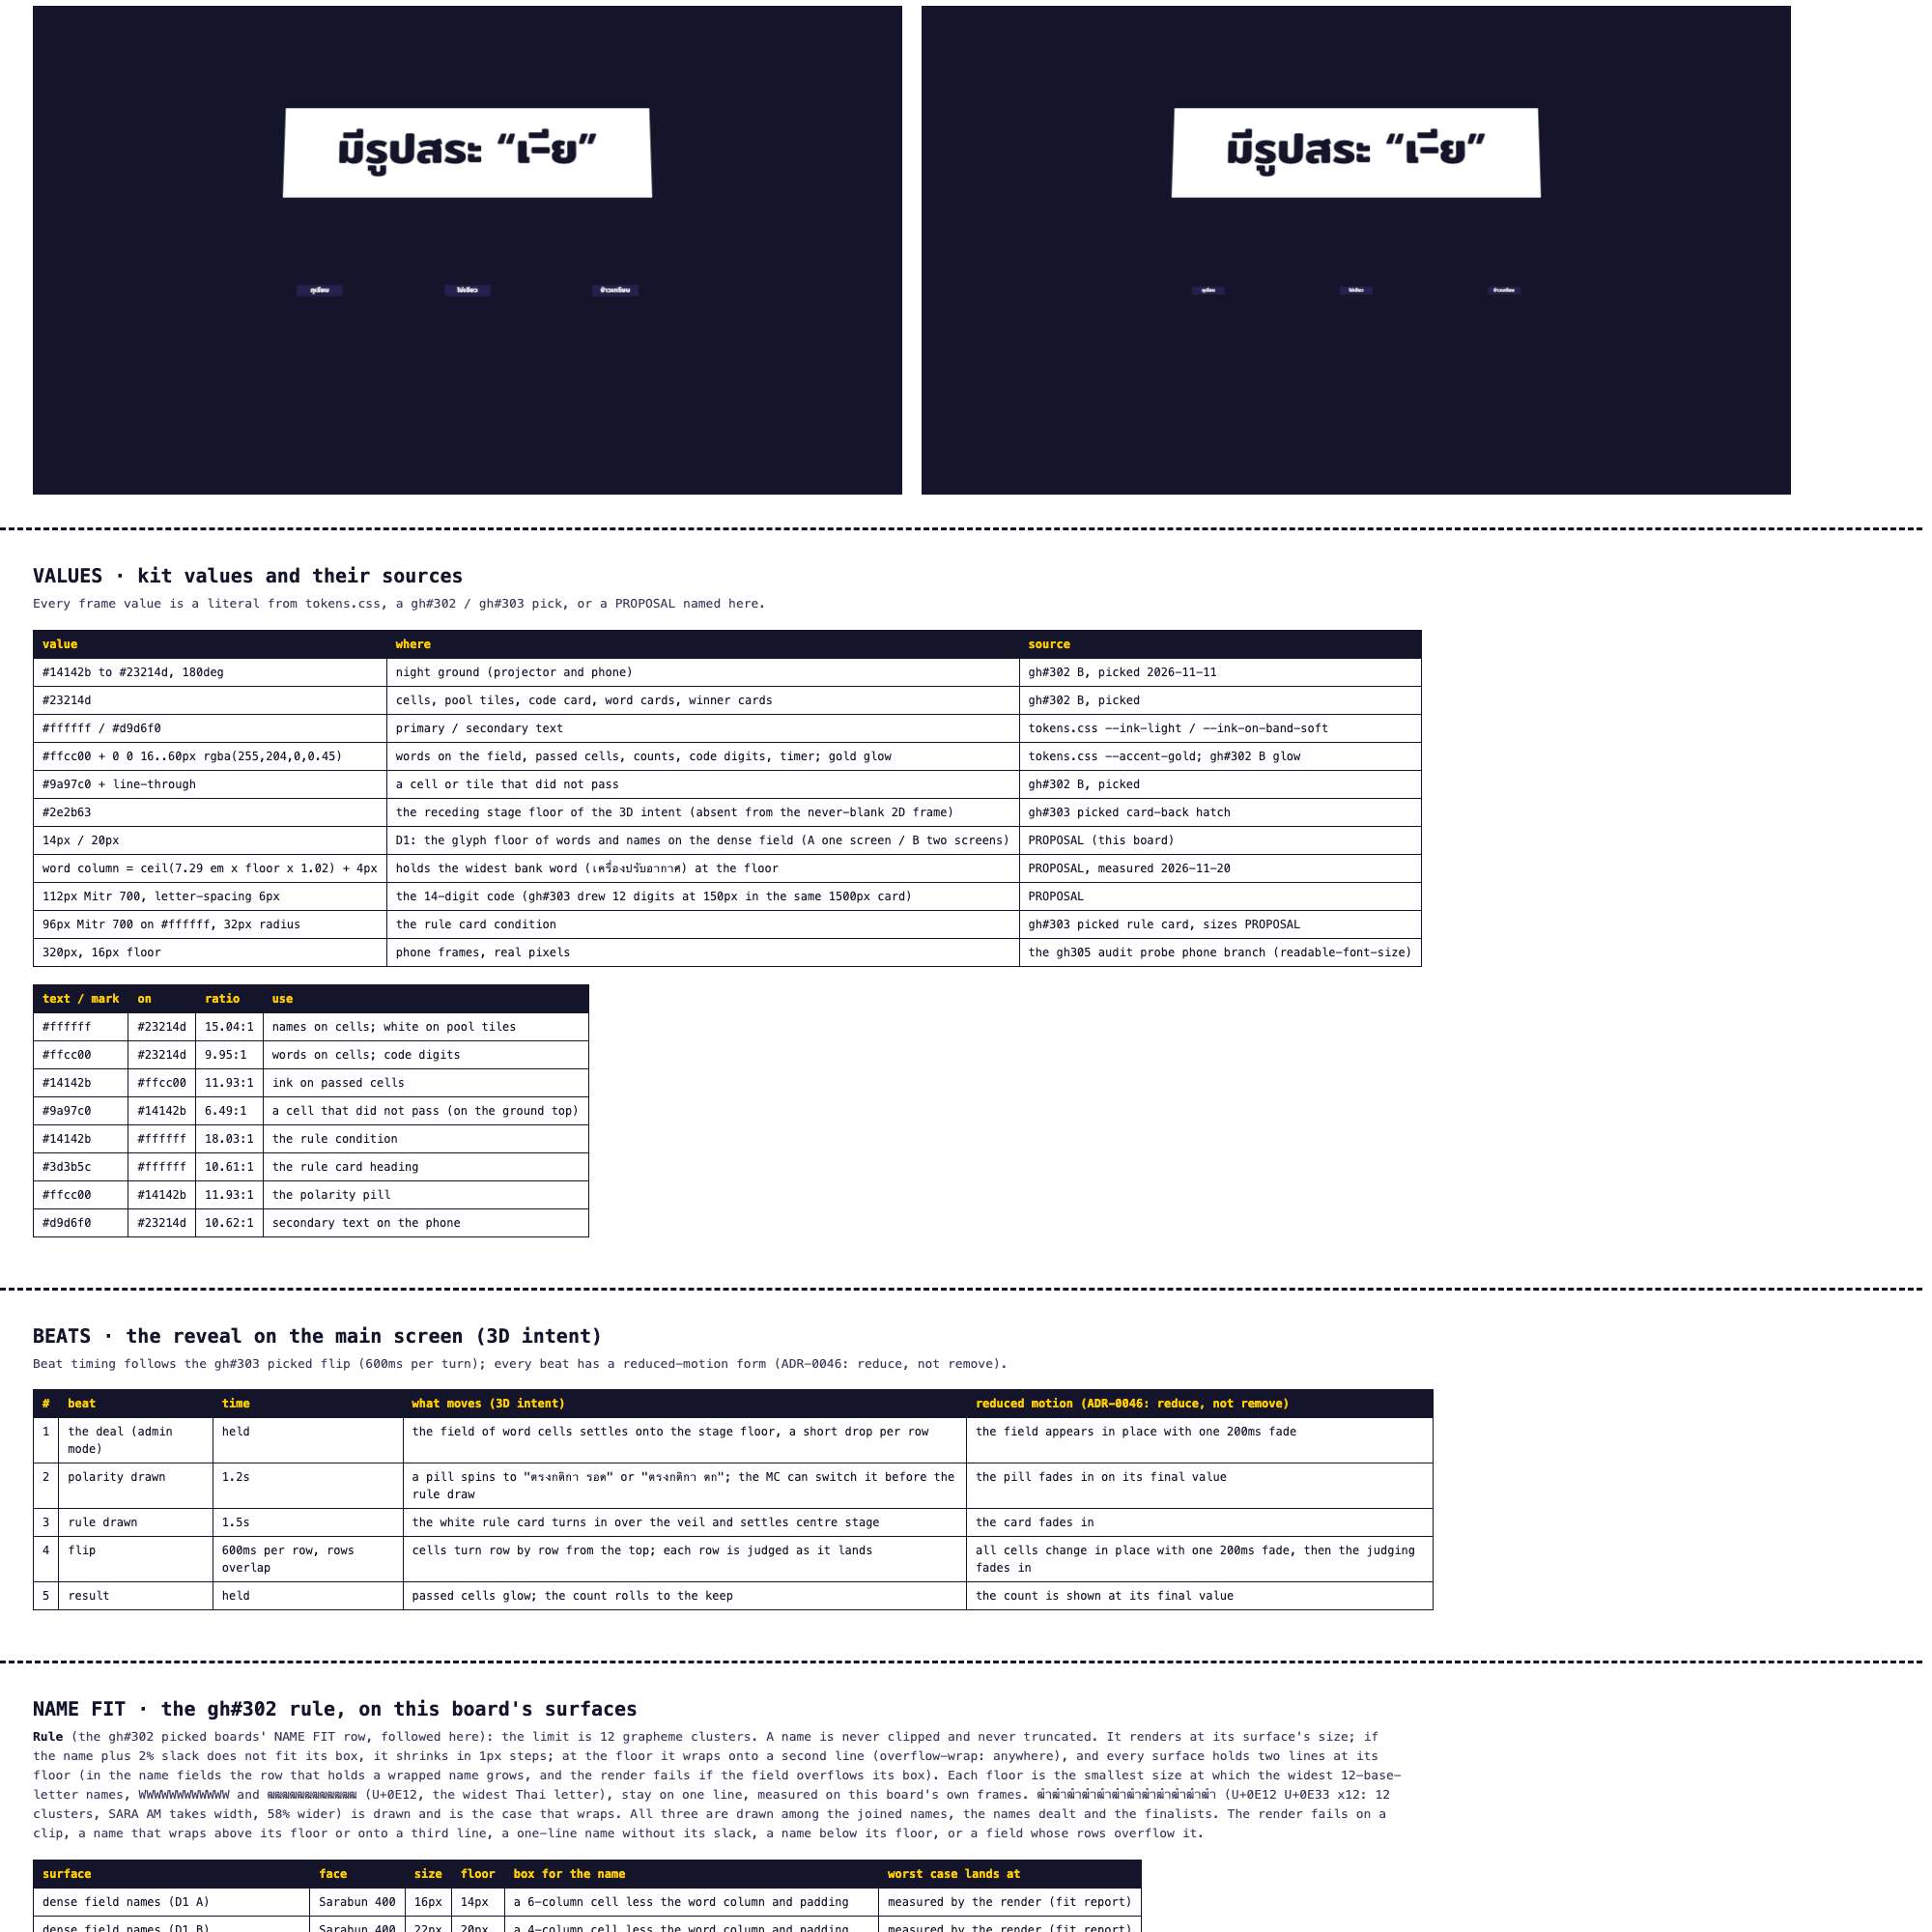 มีรูปสระ “เ–ีย”
มีรูปสระ “เ–ีย”
ทุเรียน ไข่เจียว ข้าวเกรียบ
VALUES · kit values and their sources
Every frame value is a literal from tokens.css, a gh#302 / gh#303 pick, or a PROPOSAL named here.
value where source
#14142b to #23214d, 180deg night ground (projector and phone) gh#302 B, picked 2026-11-11
#23214d cells, pool tiles, code card, word cards, winner cards gh#302 B, picked
#ffffff / #d9d6f0 primary / secondary text tokens.css --ink-light / --ink-on-band-soft
#ffcc00 + 0 0 16..60px rgba(255,204,0,0.45) words on the field, passed cells, counts, code digits, timer; gold glow tokens.css --accent-gold; gh#302 B glow
#9a97c0 + line-through a cell or tile that did not pass gh#302 B, picked
#2e2b63 the receding stage floor of the 3D intent (absent from the never-blank 2D frame) gh#303 picked card-back hatch
14px / 20px D1: the glyph floor of words and names on the dense field (A one screen / B two screens) PROPOSAL (this board)
word column = ceil(7.29 em x floor x 1.02) + 4px holds the widest bank word (เครื่องปรับอากาศ) at the floor PROPOSAL, measured 2026-11-20
112px Mitr 700, letter-spacing 6px the 14-digit code (gh#303 drew 12 digits at 150px in the same 1500px card) PROPOSAL
96px Mitr 700 on #ffffff, 32px radius the rule card condition gh#303 picked rule card, sizes PROPOSAL
320px, 16px floor phone frames, real pixels the gh305 audit probe phone branch (readable-font-size)
text / mark on ratio use
#ffffff #23214d 15.04:1 names on cells; white on pool tiles
#ffcc00 #23214d 9.95:1 words on cells; code digits
#14142b #ffcc00 11.93:1 ink on passed cells
#9a97c0 #14142b 6.49:1 a cell that did not pass (on the ground top)
#14142b #ffffff 18.03:1 the rule condition
#3d3b5c #ffffff 10.61:1 the rule card heading
#ffcc00 #14142b 11.93:1 the polarity pill
#d9d6f0 #23214d 10.62:1 secondary text on the phone
BEATS · the reveal on the main screen (3D intent)
Beat timing follows the gh#303 picked flip (600ms per turn); every beat has a reduced-motion form (ADR-0046: reduce, not remove).
# beat time what moves (3D intent) reduced motion (ADR-0046: reduce, not remove)
1 the deal (admin mode) held the field of word cells settles onto the stage floor, a short drop per row the field appears in place with one 200ms fade
2 polarity drawn 1.2s a pill spins to "ตรงกติกา รอด" or "ตรงกติกา ตก"; the MC can switch it before the rule draw the pill fades in on its final value
3 rule drawn 1.5s the white rule card turns in over the veil and settles centre stage the card fades in
4 flip 600ms per row, rows overlap cells turn row by row from the top; each row is judged as it lands all cells change in place with one 200ms fade, then the judging fades in
5 result held passed cells glow; the count rolls to the keep the count is shown at its final value
NAME FIT · the gh#302 rule, on this board's surfaces
Rule (the gh#302 picked boards' NAME FIT row, followed here): the limit is 12 grapheme clusters. A name is never clipped and never truncated. It renders at its surface's size; if
the name plus 2% slack does not fit its box, it shrinks in 1px steps; at the floor it wraps onto a second line (overflow-wrap: anywhere), and every surface holds two lines at its
floor (in the name fields the row that holds a wrapped name grows, and the render fails if the field overflows its box). Each floor is the smallest size at which the widest 12-base-
letter names, WWWWWWWWWWWW and ฒฒฒฒฒฒฒฒฒฒฒฒ (U+0E12, the widest Thai letter), stay on one line, measured on this board's own frames. ฒำฒำฒำฒำฒำฒำฒำฒำฒำฒำฒำฒำ (U+0E12 U+0E33 x12: 12
clusters, SARA AM takes width, 58% wider) is drawn and is the case that wraps. All three are drawn among the joined names, the names dealt and the finalists. The render fails on a
clip, a name that wraps above its floor or onto a third line, a one-line name without its slack, a name below its floor, or a field whose rows overflow it.
surface face size floor box for the name worst case lands at
dense field names (D1 A) Sarabun 400 16px 14px a 6-column cell less the word column and padding measured by the render (fit report)
dense field names (D1 B) Sarabun 400 22px 20px a 4-column cell less the word column and padding measured by the render (fit report)